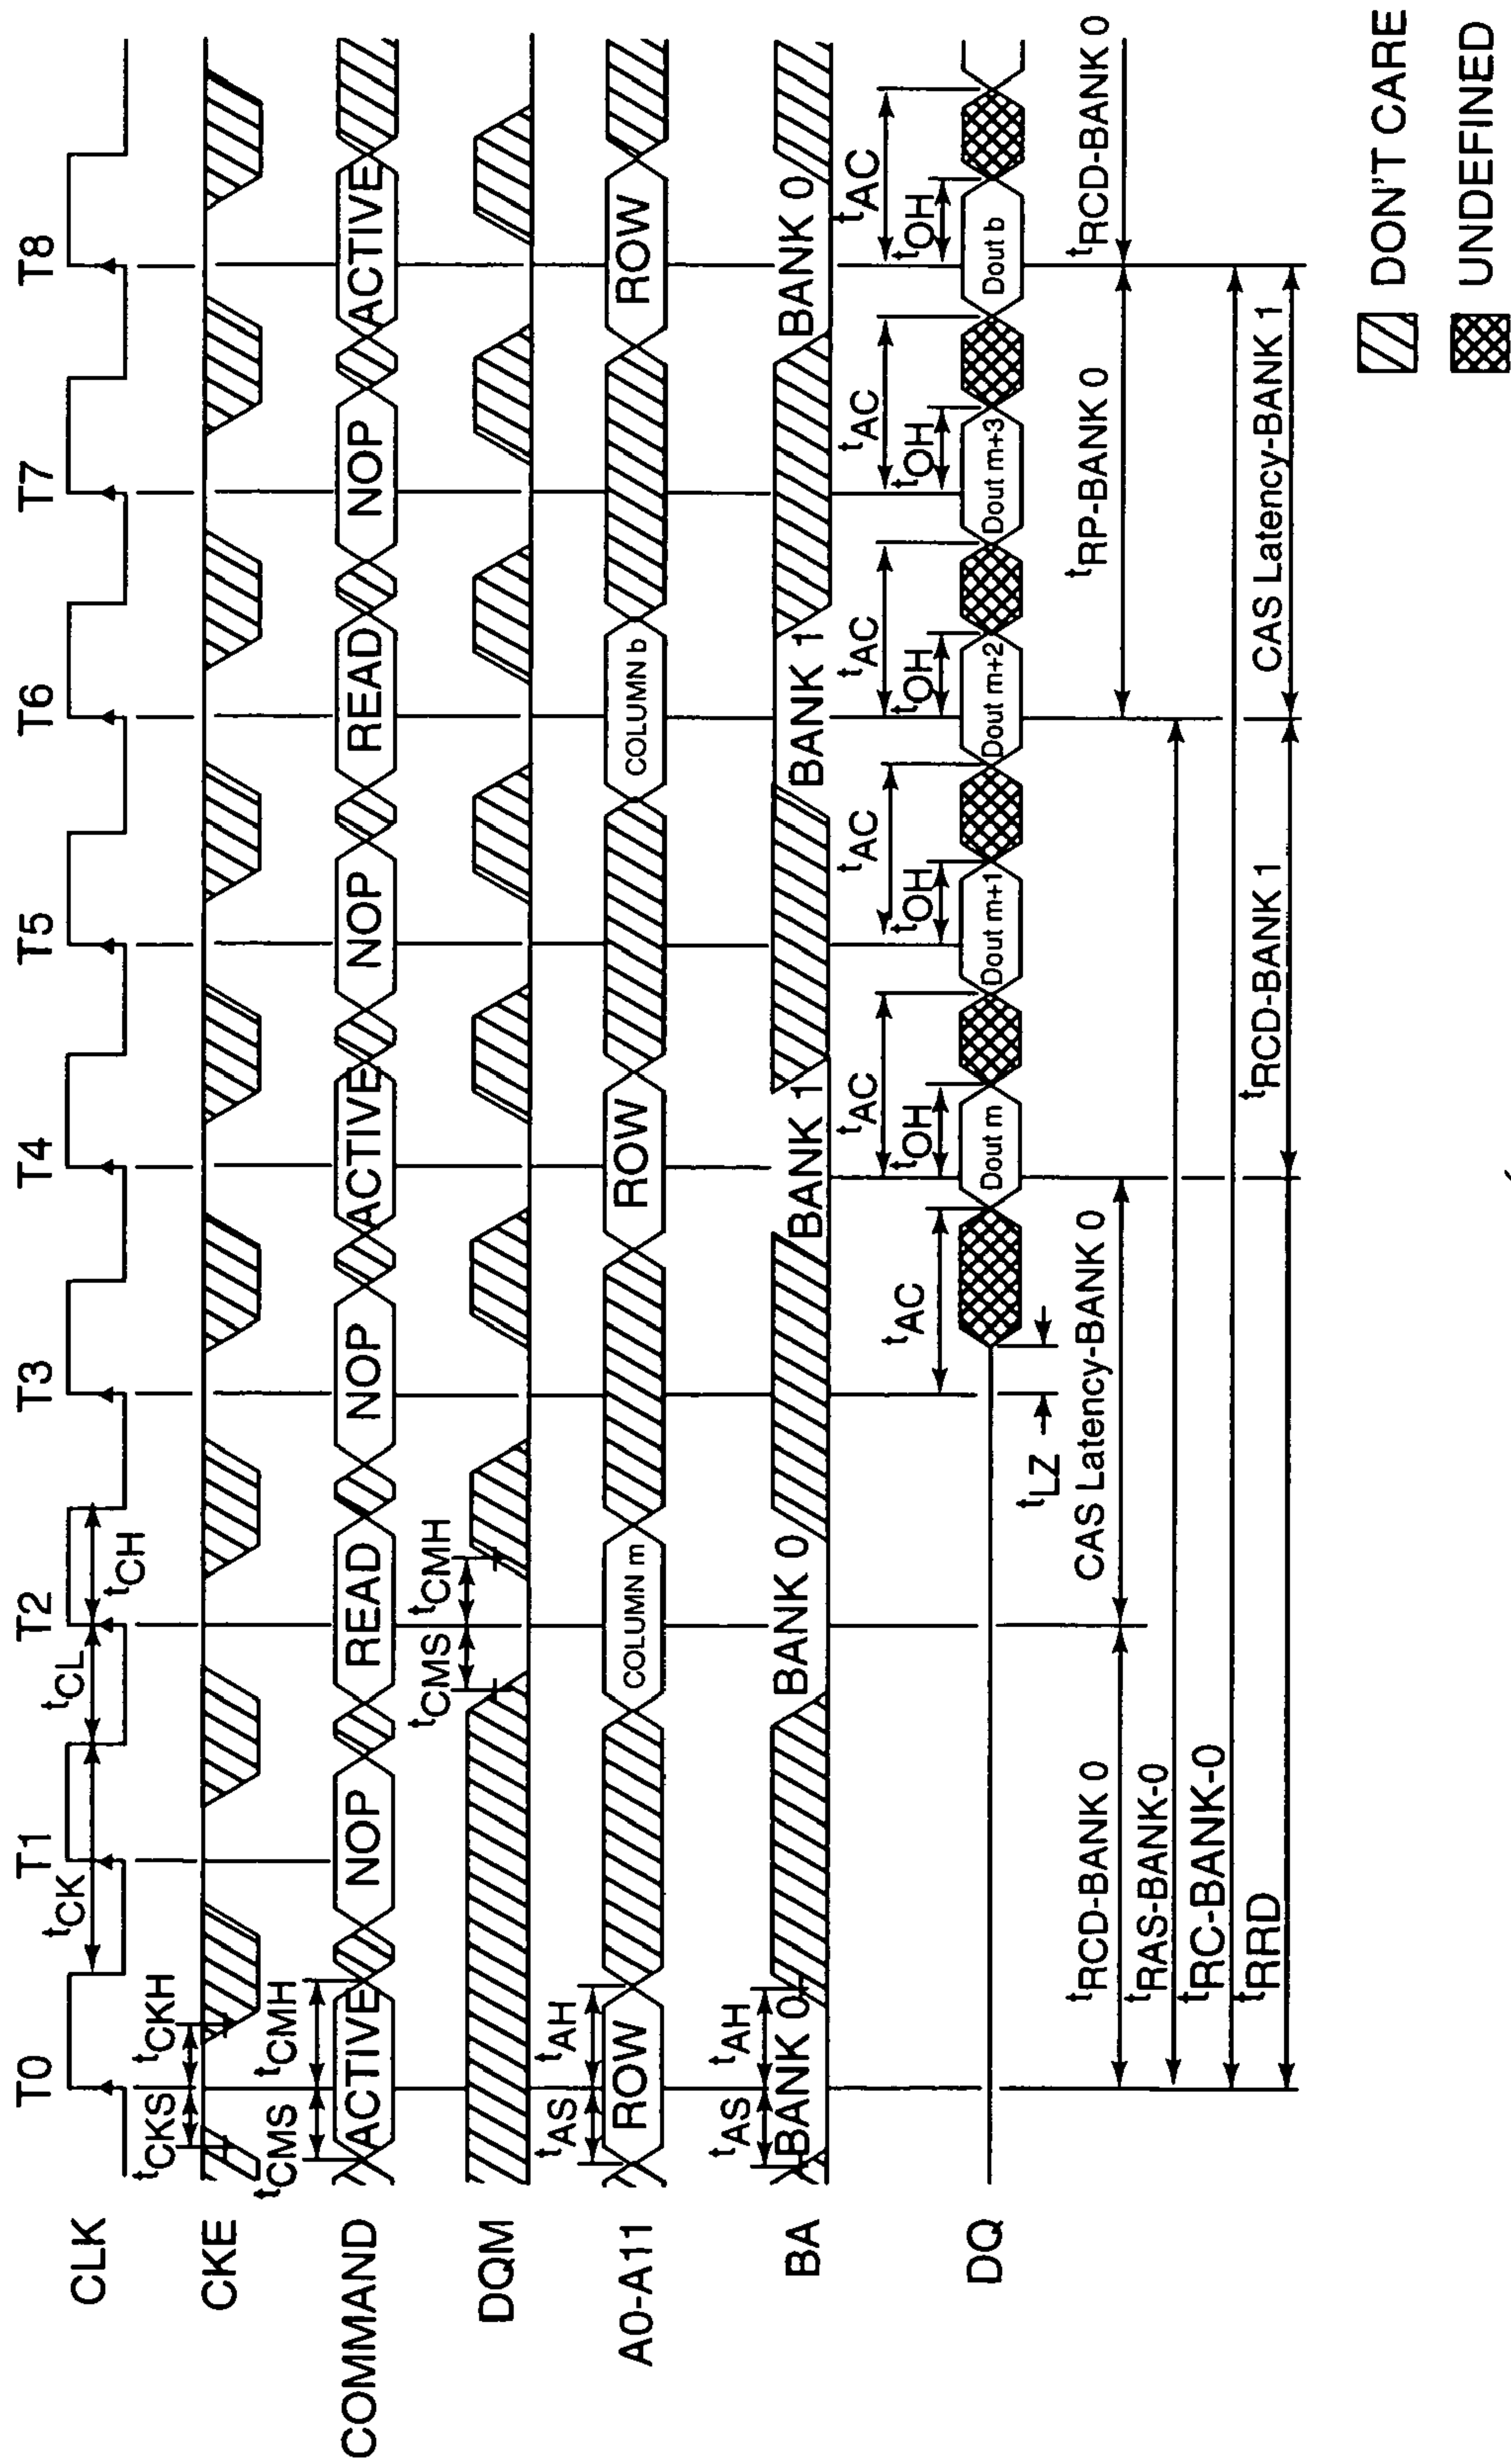 T0 T1 T2 T3 T4 T5 T6 T7 T8
CLK
tCK tCL tCH
CKE
tCKS tCKH
COMMAND
tCMS tCMH
ACTIVE NOP READ NOP ACTIVE NOP READ NOP ACTIVE
DQM
tCMS tCMH
A0-A11
tAS tAH
ROW COLUMN m ROW COLUMN b ROW
BA
tAS tAH
BANK 0 BANK 0 BANK 1 BANK 1 BANK 0
DQ
tAC tAC tAC tAC tAC tAC
tOH tOH tOH tOH tOH
Dout m Dout m+1 Dout m+2 Dout m+3 Dout b
tLZ
tRCD-BANK 0 CAS Latency-BANK 0 tRP-BANK 0 tRCD-BANK 0
tRAS-BANK-0
tRC-BANK-0
tRRD tRCD-BANK 1 CAS Latency-BANK 1
DON'T CARE
UNDEFINED